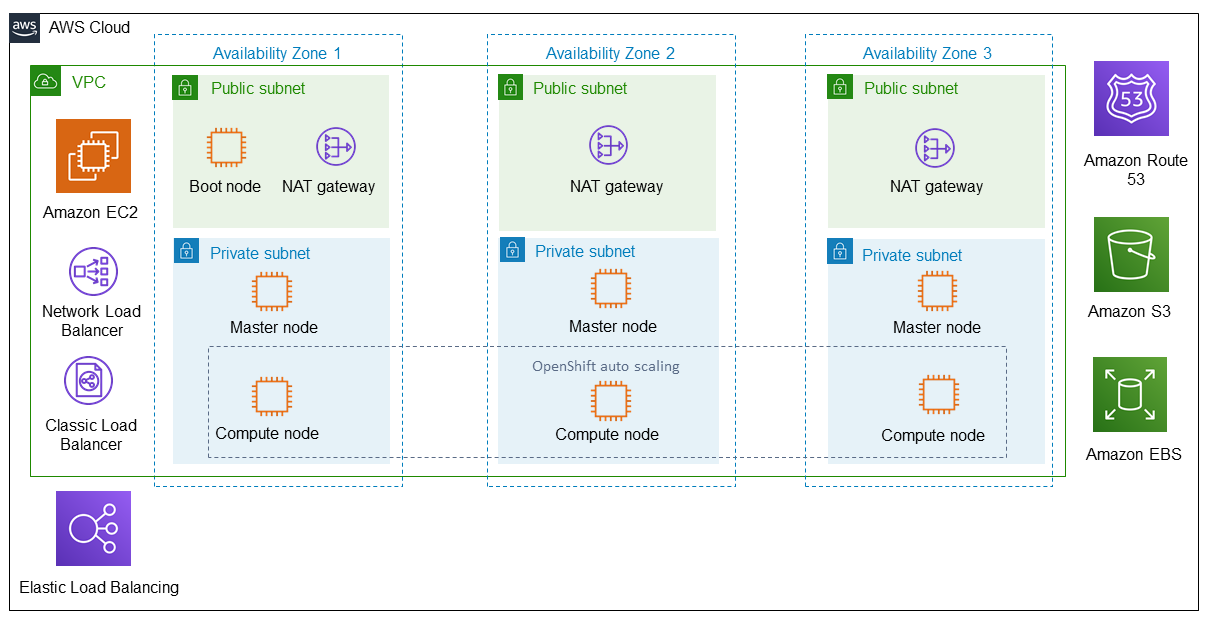 aws
AWS Cloud
Availability Zone 1
Availability Zone 2
Availability Zone 3
VPC
Public subnet
Public subnet
Public subnet
53
Boot node
NAT gateway
NAT gateway
NAT gateway
Amazon Route
53
Amazon EC2
Private subnet
Private subnet
Private subnet
Network Load
Balancer
Master node
Master node
Master node
Amazon S3
OpenShift auto scaling
Classic Load
Balancer
Compute node
Compute node
Compute node
Amazon EBS
Elastic Load Balancing